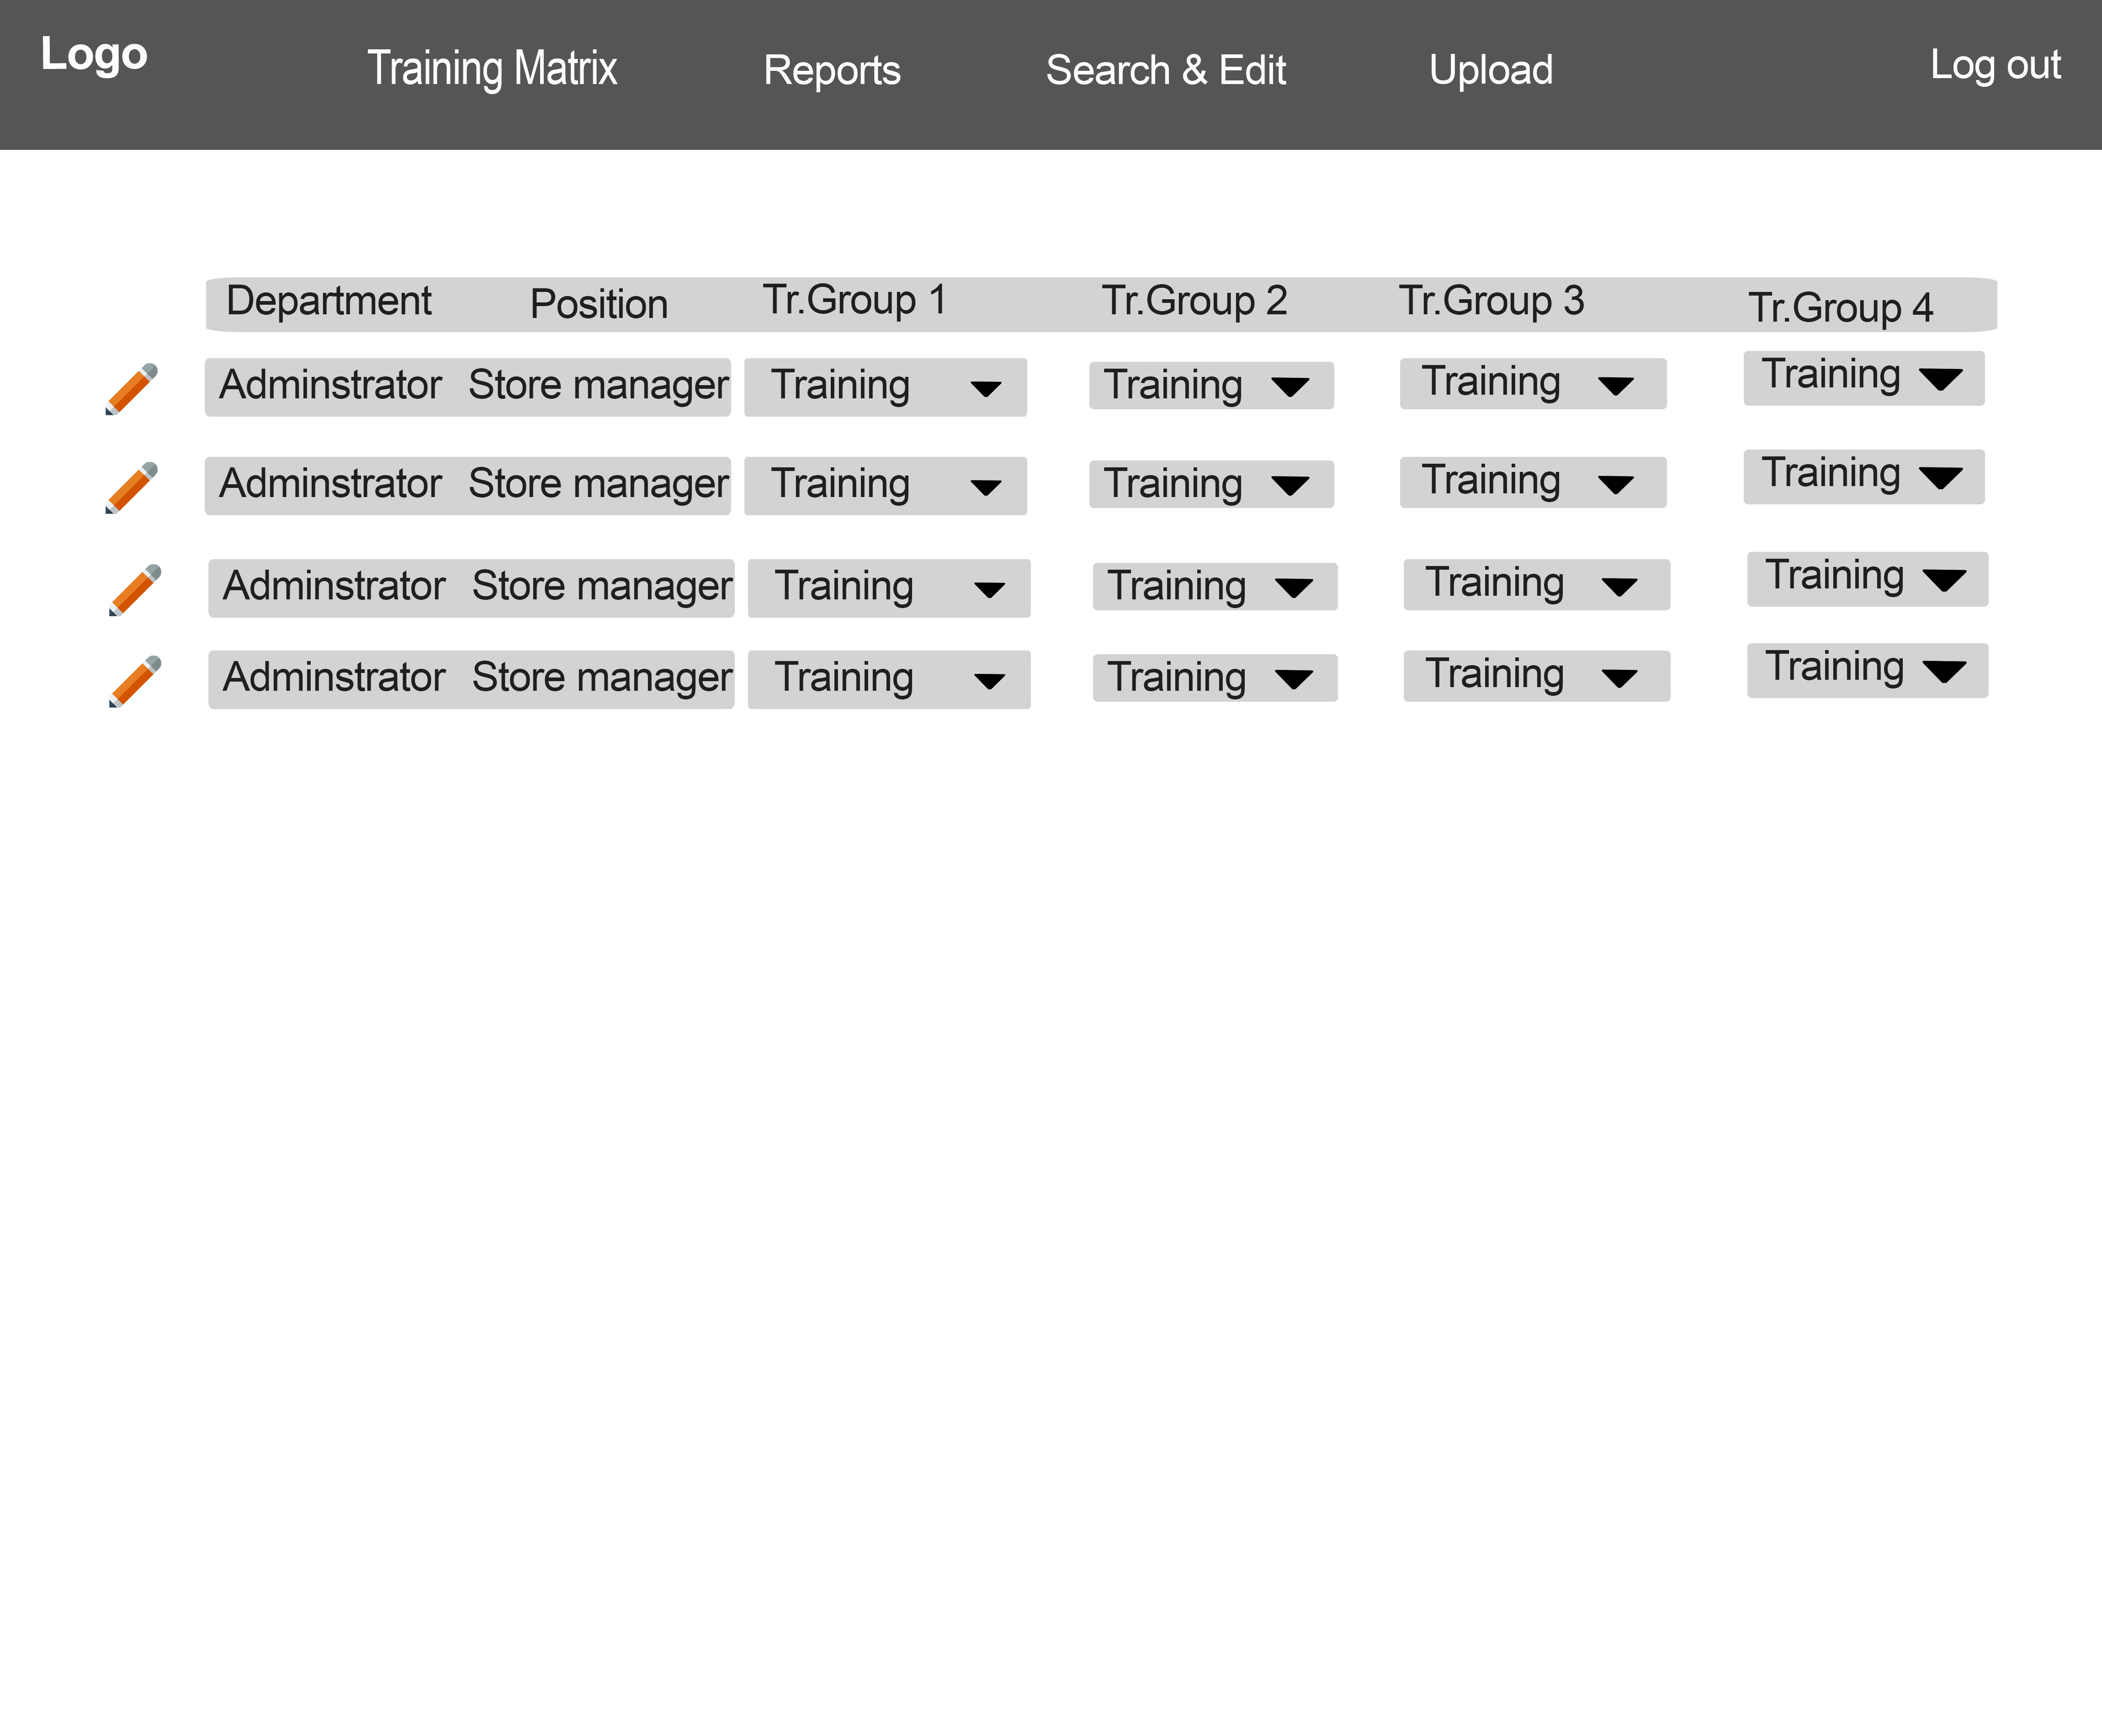 Logo Training Matrix Reports Search & Edit Upload Log out
Department Position Tr.Group 1 Tr.Group 2 Tr.Group 3 Tr.Group 4
Adminstrator Store manager Training Training Training Training
Adminstrator Store manager Training Training Training Training
Adminstrator Store manager Training Training Training Training
Adminstrator Store manager Training Training Training Training